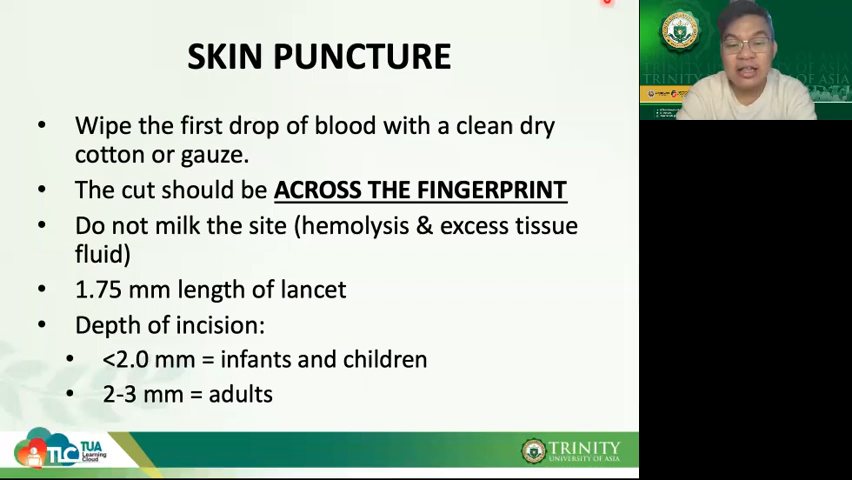 SKIN PUNCTURE
• Wipe the first drop of blood with a clean dry
cotton or gauze.
• The cut should be ACROSS THE FINGERPRINT
• Do not milk the site (hemolysis & excess tissue
fluid)
• 1.75 mm length of lancet
• Depth of incision:
• <2.0 mm = infants and children
• 2-3 mm = adults
TLC
TUA
Learning
Cloud
TRINITY
UNIVERSITY OF ASIA